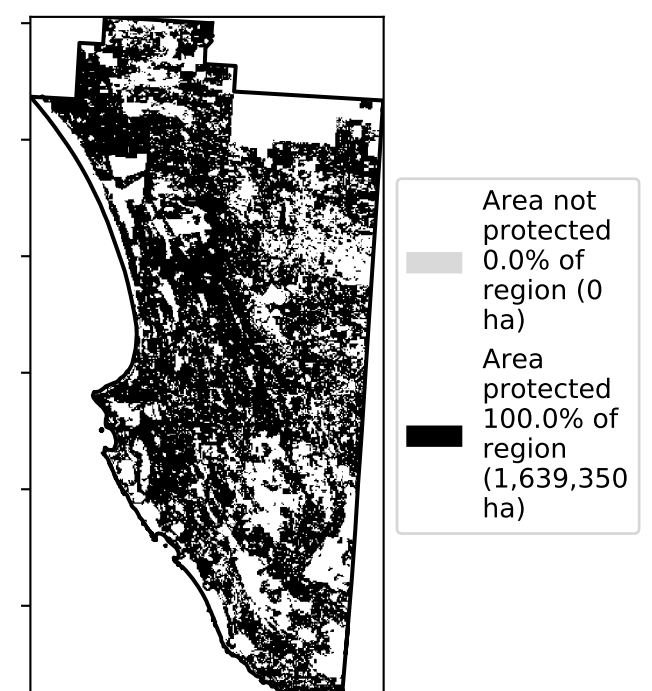 Area not
protected
0.0% of
region (0
ha)
Area
protected
100.0% of
region
(1,639,350
ha)